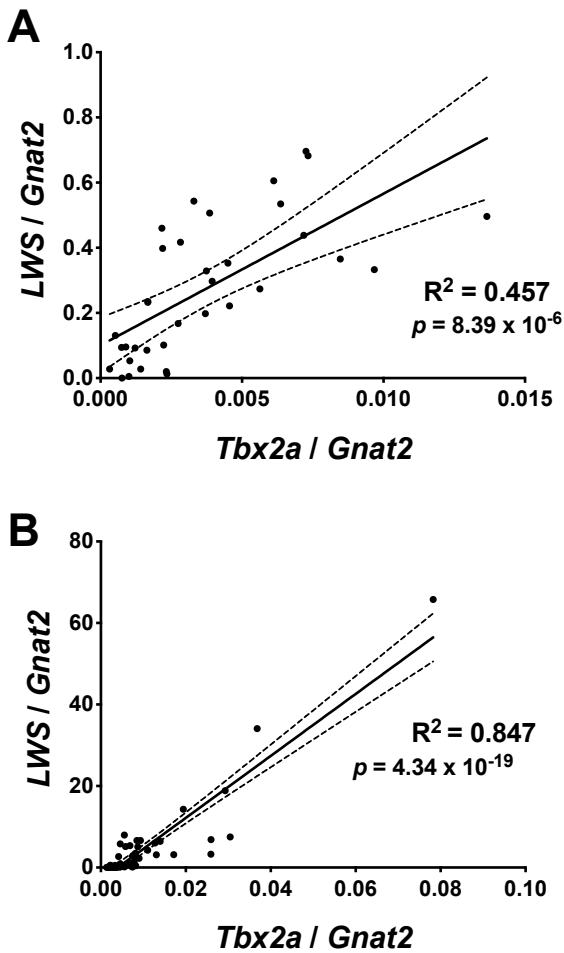 A
1.0
0.8
0.6
0.4
0.2
0.0
LWS / Gnat2
R² = 0.457
p = 8.39 x 10⁻⁶
0.000 0.005 0.010 0.015
Tbx2a / Gnat2
B
80
60
40
20
0
LWS / Gnat2
R² = 0.847
p = 4.34 x 10⁻¹⁹
0.00 0.02 0.04 0.06 0.08 0.10
Tbx2a / Gnat2